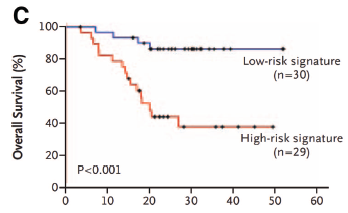 C
Overall Survival (%)
100
80
60
40
20
0
Low-risk signature
(n=30)
High-risk signature
(n=29)
P<0.001
0 10 20 30 40 50 60